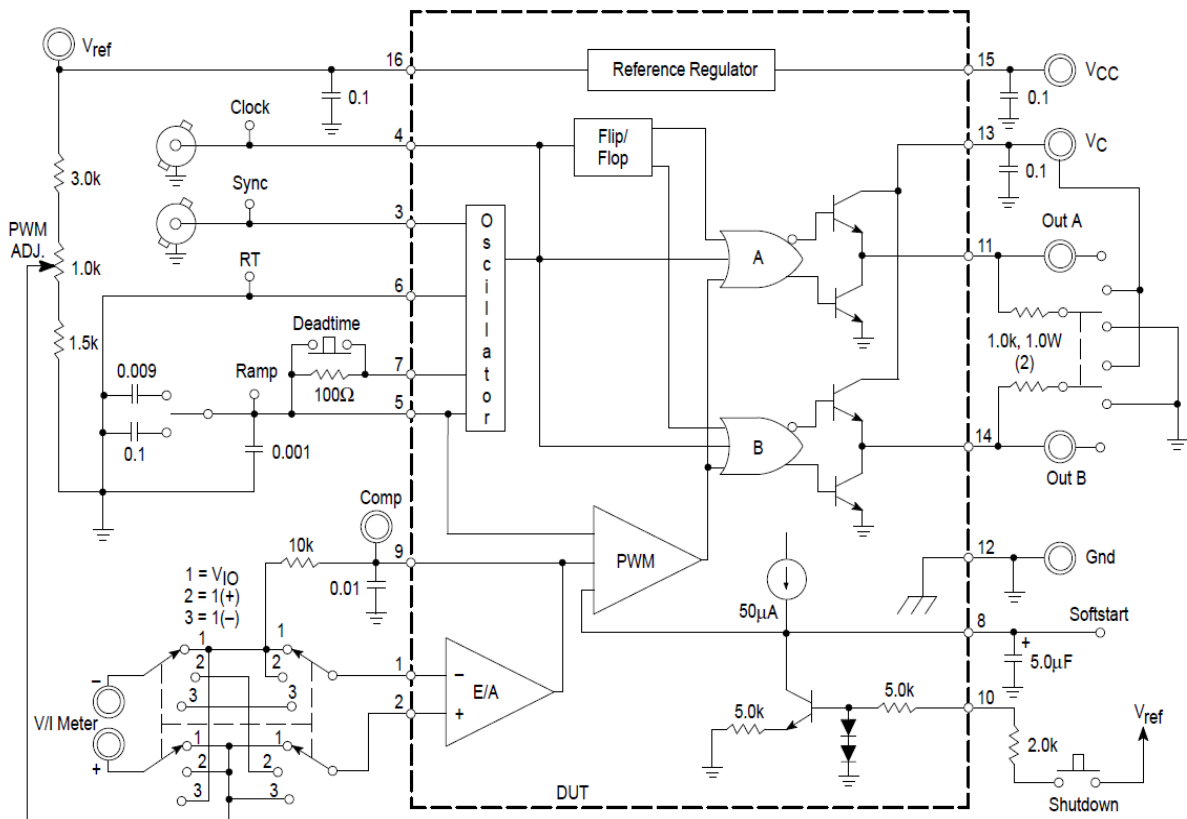 Vref
16
Reference Regulator
15
VCC
0.1
0.1
Clock
4
Flip/
Flop
13
VC
0.1
3.0k
Sync
3
Oscillator
PWM
ADJ.
1.0k
RT
6
A
11
Out A
1.5k
Deadtime
7
100Ω
1.0k, 1.0W
(2)
0.009
Ramp
5
0.1
0.001
B
14
Out B
Comp
10k
9
0.01
PWM
12
Gnd
1 = VIO
2 = 1(+)
3 = 1(–)
50µA
8
Softstart
+
5.0µF
1
1
2
2
3
3
1
–
E/A
2
+
–
V/I Meter
+
1
1
2
2
3
3
5.0k
5.0k
10
Vref
2.0k
Shutdown
DUT